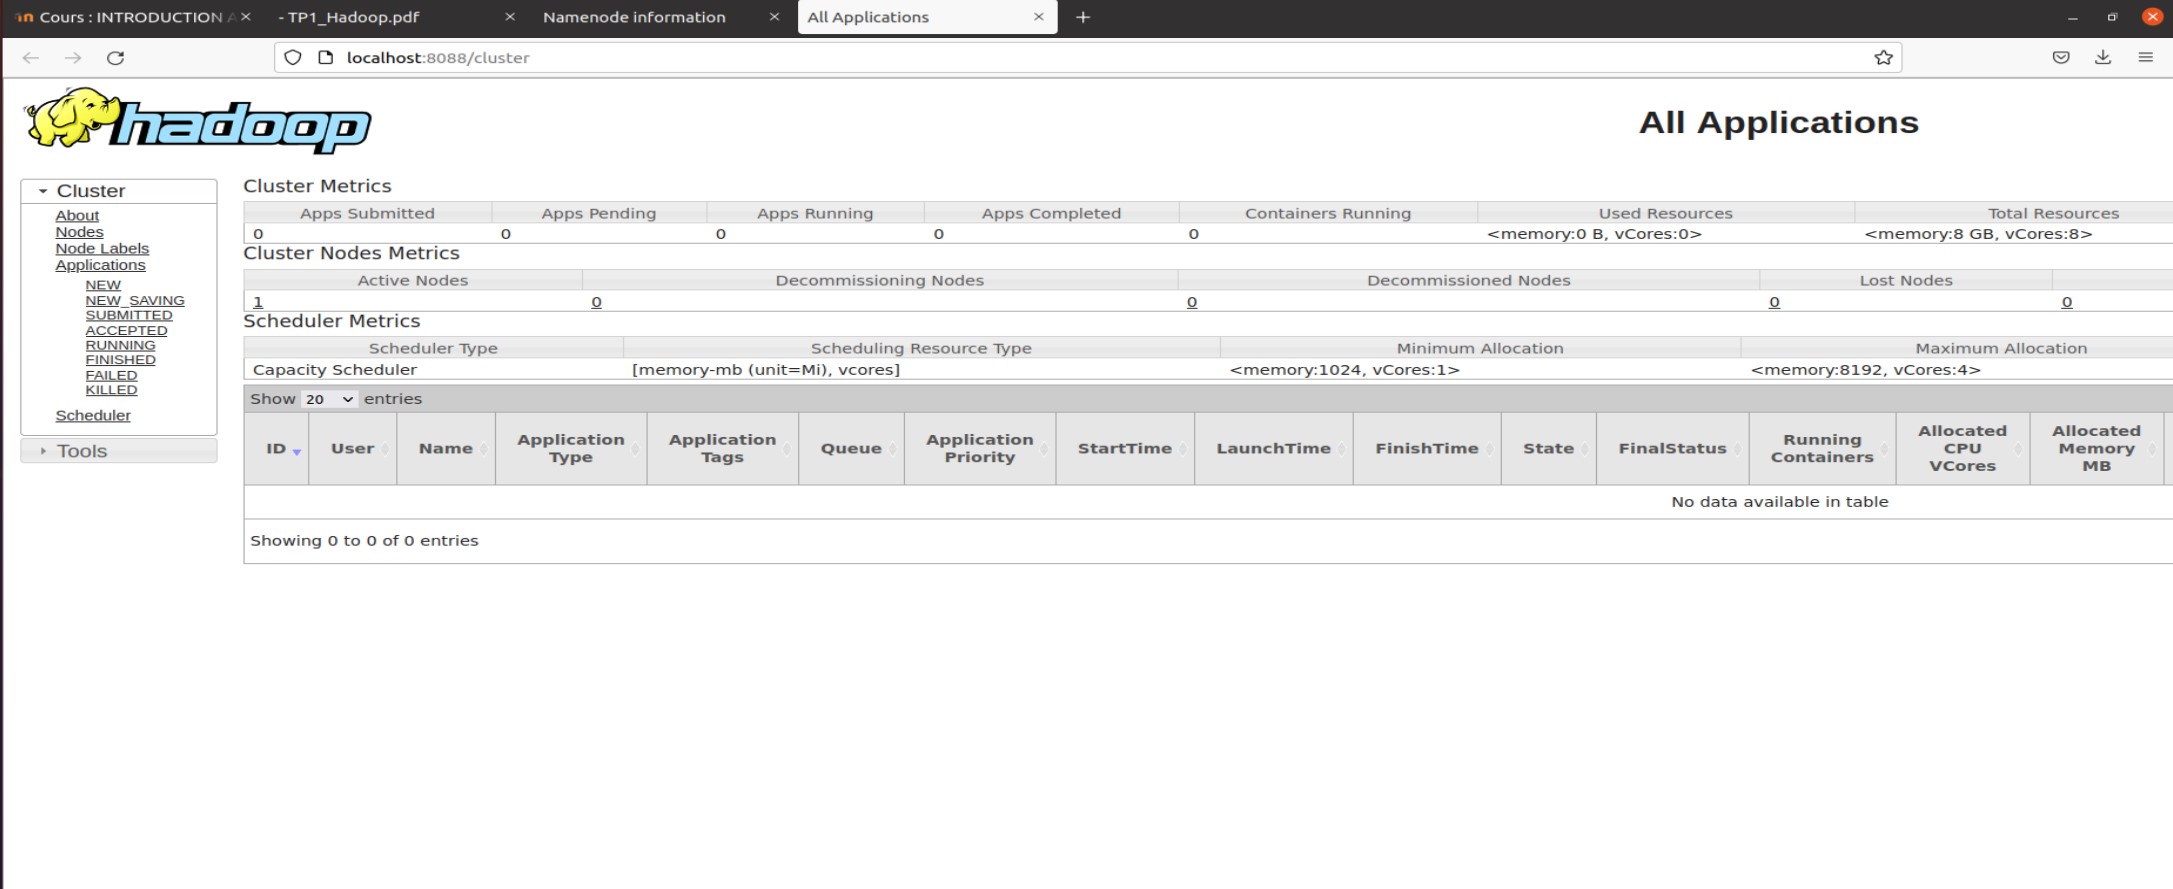 Cours : INTRODUCTION A
- TP1_Hadoop.pdf
Namenode information
All Applications
localhost:8088/cluster
hadoop
All Applications
Cluster
About
Nodes
Node Labels
Applications
NEW
NEW_SAVING
SUBMITTED
ACCEPTED
RUNNING
FINISHED
FAILED
KILLED
Scheduler
Tools
Cluster Metrics
Apps Submitted Apps Pending Apps Running Apps Completed Containers Running Used Resources Total Resources
0 0 0 0 0 <memory:0 B, vCores:0> <memory:8 GB, vCores:8>
Cluster Nodes Metrics
Active Nodes Decommissioning Nodes Decommissioned Nodes Lost Nodes
1 0 0 0 0
Scheduler Metrics
Scheduler Type Scheduling Resource Type Minimum Allocation Maximum Allocation
Capacity Scheduler [memory-mb (unit=Mi), vcores] <memory:1024, vCores:1> <memory:8192, vCores:4>
Show 20 entries
ID User Name Application Type Application Tags Queue Application Priority StartTime LaunchTime FinishTime State FinalStatus Running Containers Allocated CPU VCores Allocated Memory MB
No data available in table
Showing 0 to 0 of 0 entries